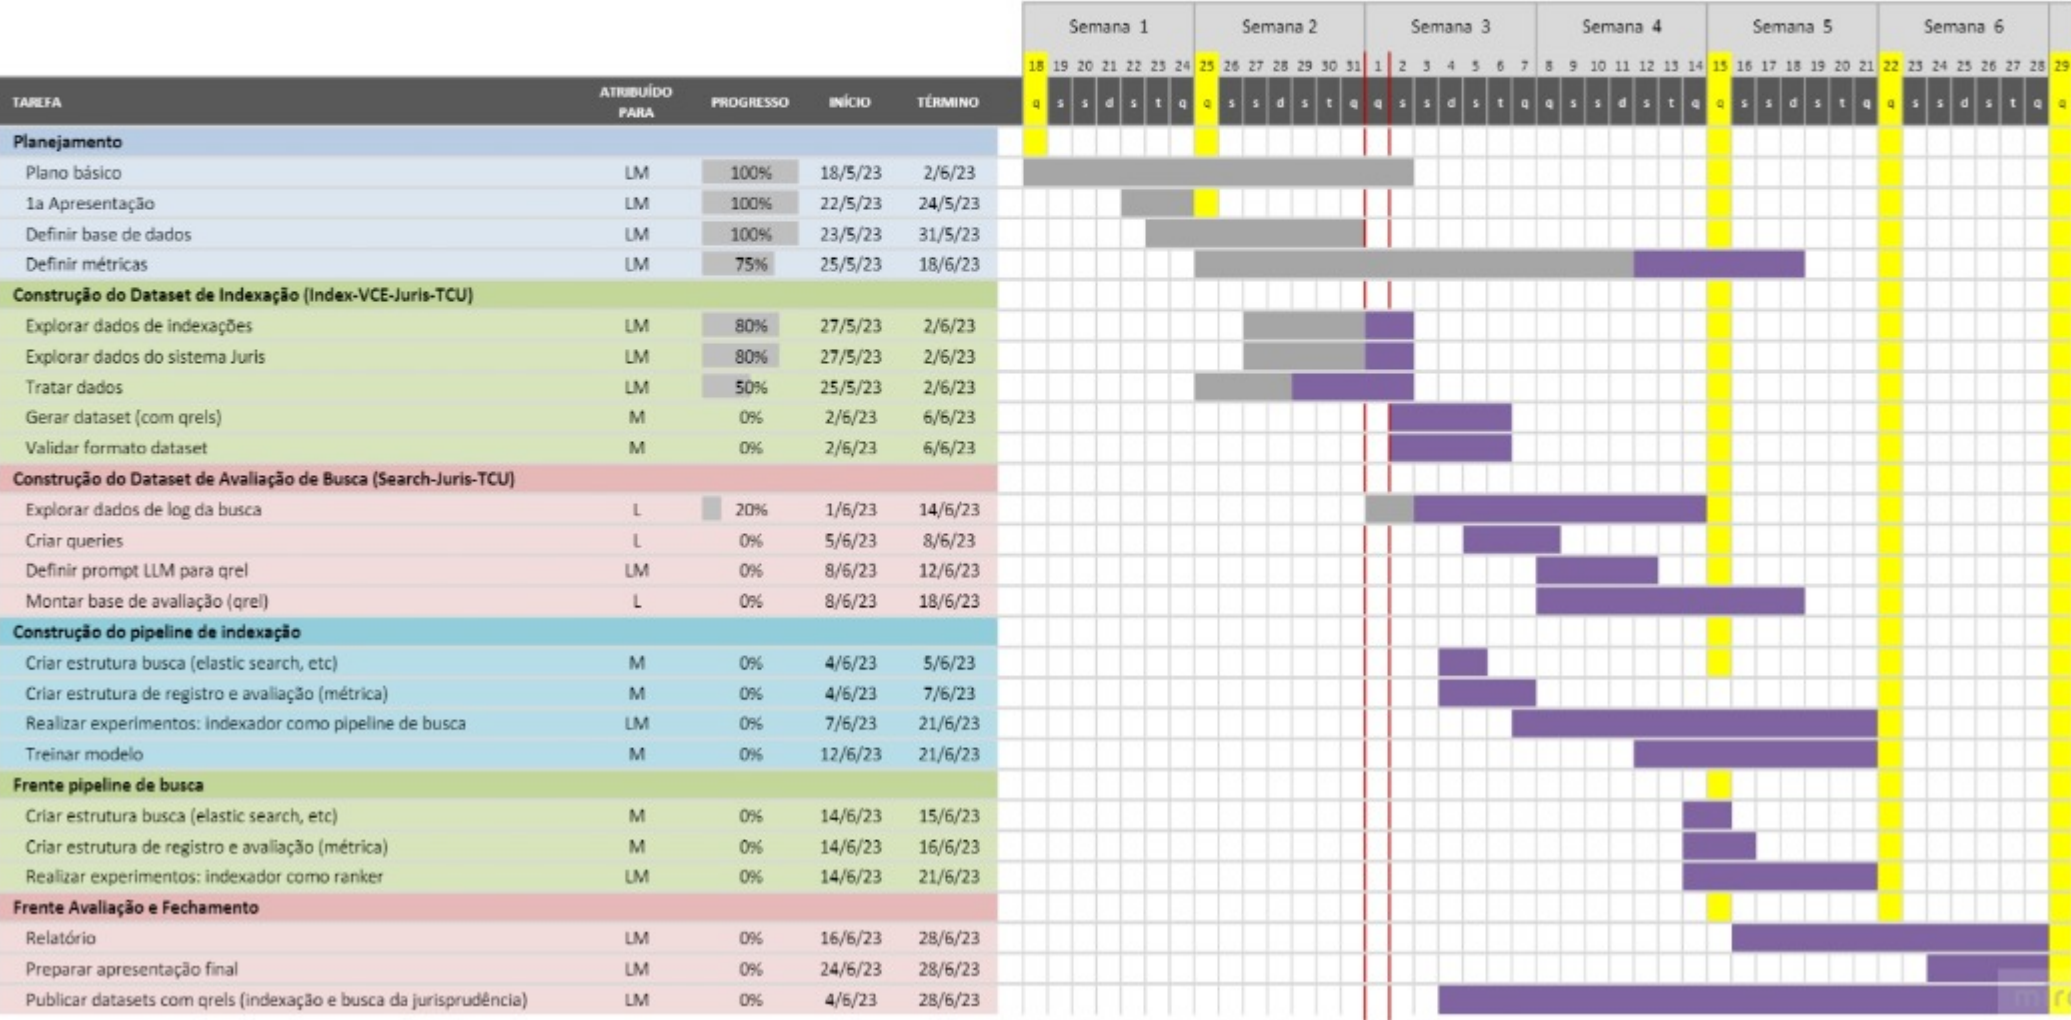 Semana 1 Semana 2 Semana 3 Semana 4 Semana 5 Semana 6
18 19 20 21 22 23 24 25 26 27 28 29 30 31 1 2 3 4 5 6 7 8 9 10 11 12 13 14 15 16 17 18 19 20 21 22 23 24 25 26 27 28 29
TAREFA ATRIBUÍDO PARA PROGRESSO INÍCIO TÉRMINO q s s d s t q q s s d s t q q s s d s t q q s s d s t q q s s d s t q q s s d s t q q
Planejamento
Plano básico LM 100% 18/5/23 2/6/23
1a Apresentação LM 100% 22/5/23 24/5/23
Definir base de dados LM 100% 23/5/23 31/5/23
Definir métricas LM 75% 25/5/23 18/6/23
Construção do Dataset de Indexação (Index-VCE-Juris-TCU)
Explorar dados de indexações LM 80% 27/5/23 2/6/23
Explorar dados do sistema Juris LM 80% 27/5/23 2/6/23
Tratar dados LM 50% 25/5/23 2/6/23
Gerar dataset (com qrels) M 0% 2/6/23 6/6/23
Validar formato dataset M 0% 2/6/23 6/6/23
Construção do Dataset de Avaliação de Busca (Search-Juris-TCU)
Explorar dados de log da busca L 20% 1/6/23 14/6/23
Criar queries L 0% 5/6/23 8/6/23
Definir prompt LLM para qrel LM 0% 8/6/23 12/6/23
Montar base de avaliação (qrel) L 0% 8/6/23 18/6/23
Construção do pipeline de indexação
Criar estrutura busca (elastic search, etc) M 0% 4/6/23 5/6/23
Criar estrutura de registro e avaliação (métrica) M 0% 4/6/23 7/6/23
Realizar experimentos: indexador como pipeline de busca LM 0% 7/6/23 21/6/23
Treinar modelo M 0% 12/6/23 21/6/23
Frente pipeline de busca
Criar estrutura busca (elastic search, etc) M 0% 14/6/23 15/6/23
Criar estrutura de registro e avaliação (métrica) M 0% 14/6/23 16/6/23
Realizar experimentos: indexador como ranker LM 0% 14/6/23 21/6/23
Frente Avaliação e Fechamento
Relatório LM 0% 16/6/23 28/6/23
Preparar apresentação final LM 0% 24/6/23 28/6/23
Publicar datasets com qrels (indexação e busca da jurisprudência) LM 0% 4/6/23 28/6/23